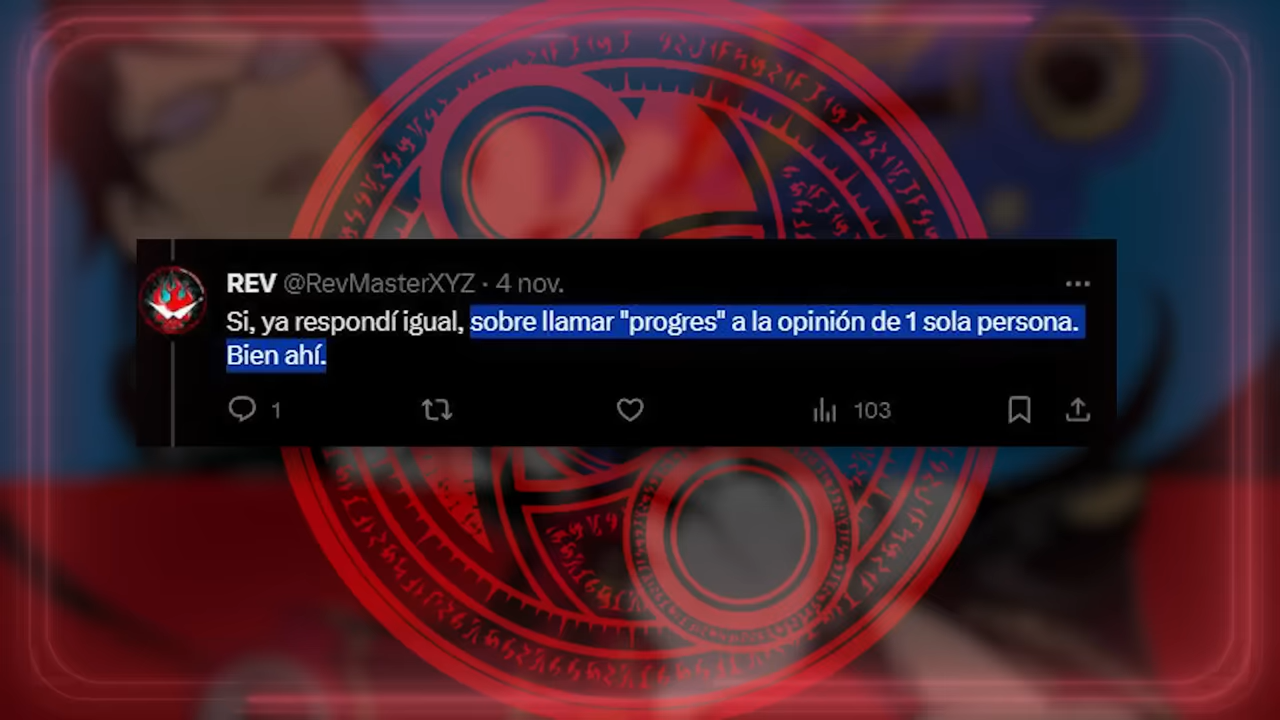 REV @RevMasterXYZ · 4 nov.
Si, ya respondí igual, sobre llamar "progres" a la opinión de 1 sola persona.
Bien ahí.
1 103